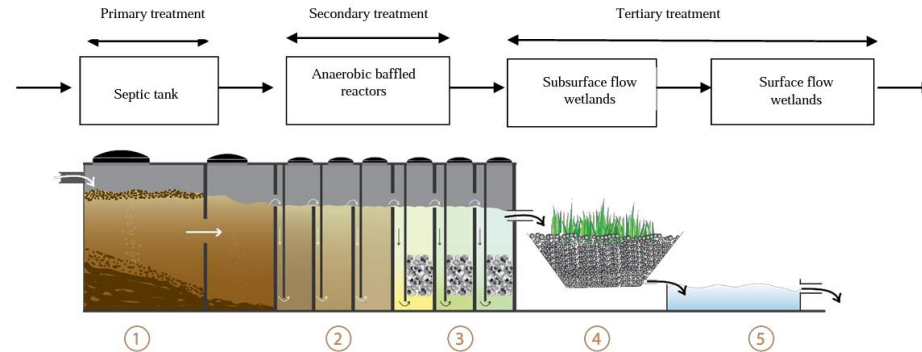 Primary treatment
Secondary treatment
Tertiary treatment
Septic tank
Anaerobic baffled
reactors
Subsurface flow
wetlands
Surface flow
wetlands
1
2
3
4
5